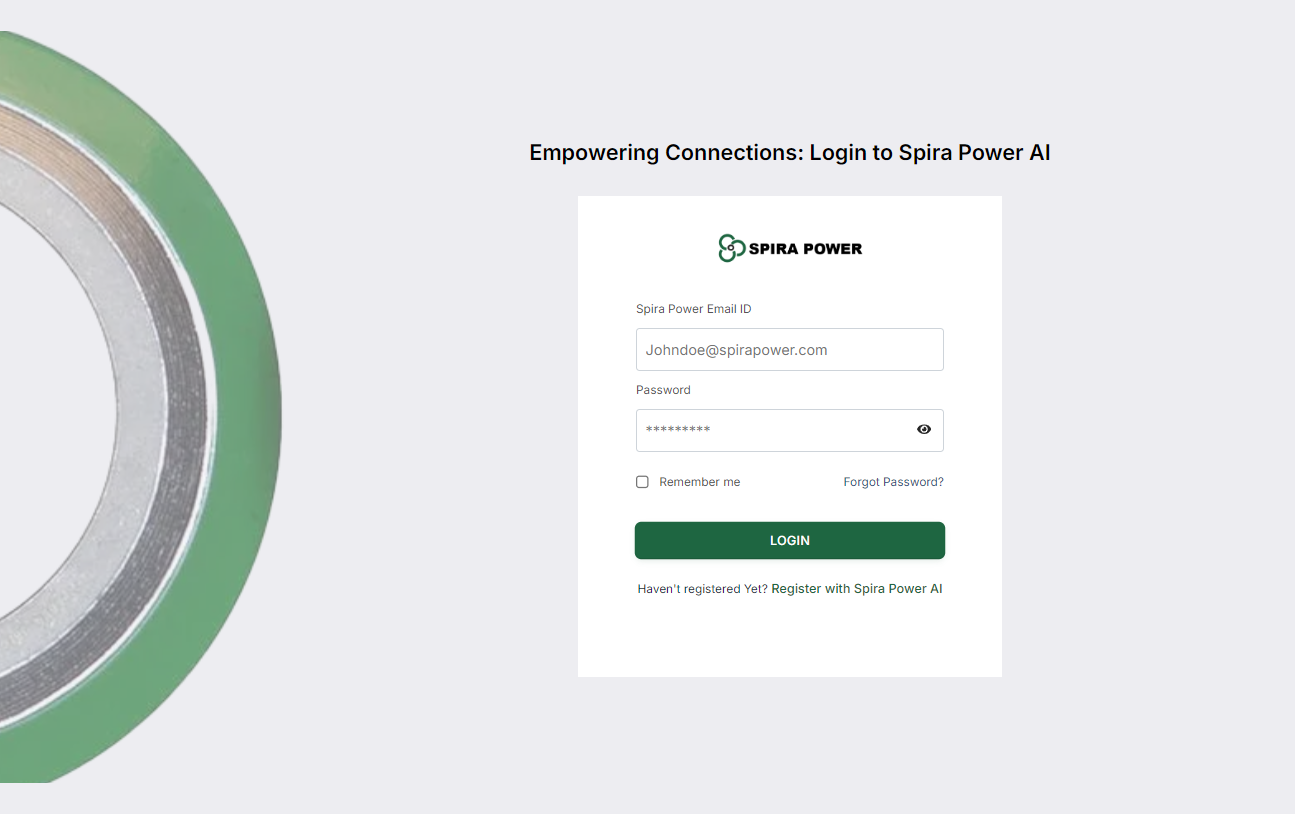 Empowering Connections: Login to Spira Power AI
SPIRA POWER
Spira Power Email ID
Johndoe@spirapower.com
Password
*********
Remember me Forgot Password?
LOGIN
Haven't registered Yet? Register with Spira Power AI